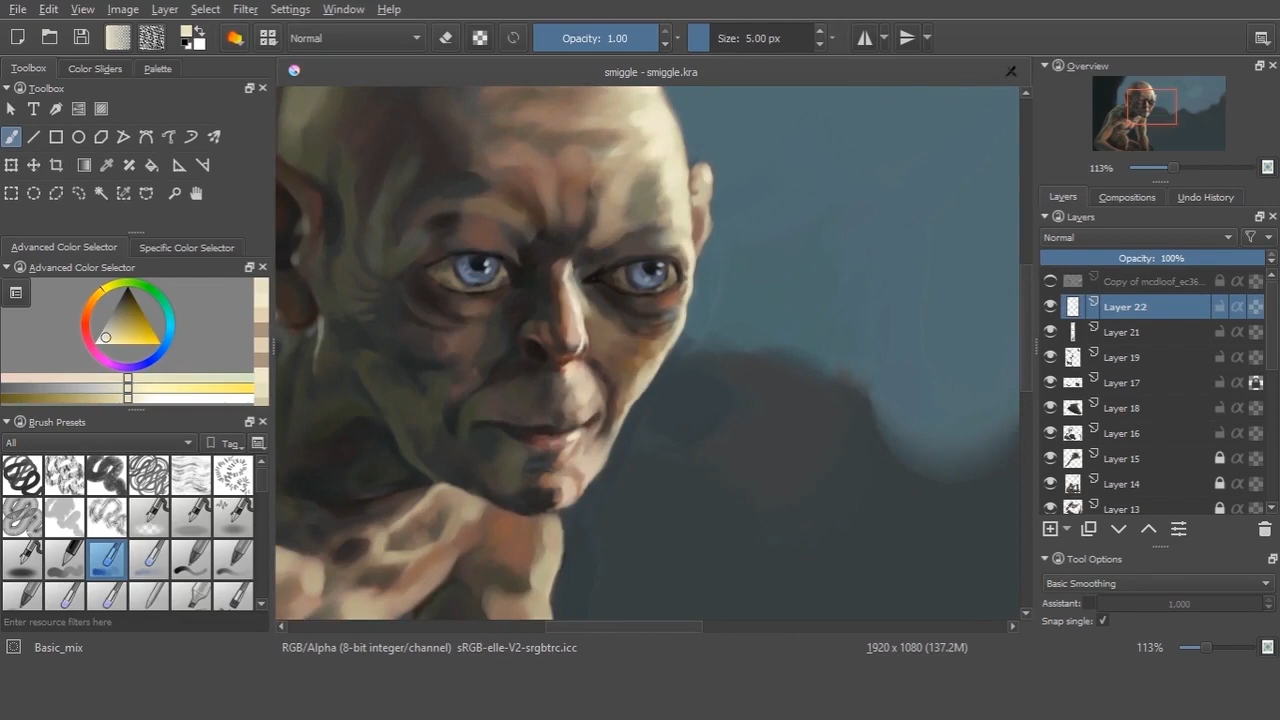 File Edit View Image Layer Select Filter Settings Window Help
Normal Opacity: 1.00 Size: 5.00 px
Toolbox Color Sliders Palette
Toolbox
Advanced Color Selector Specific Color Selector
Advanced Color Selector
Brush Presets
All Tag
Enter resource filters here
Basic_mix
smiggle - smiggle.kra
RGB/Alpha (8-bit integer/channel) sRGB-elle-V2-srgbtrc.icc
1920 x 1080 (137.2M)
113%
Overview
113%
Layers Compositions Undo History
Layers
Normal
Opacity: 100%
Copy of mcdloof_ec36...
Layer 22
Layer 21
Layer 19
Layer 17
Layer 18
Layer 16
Layer 15
Layer 14
Layer 13
Tool Options
Basic Smoothing
Assistant: 1.000
Snap single: